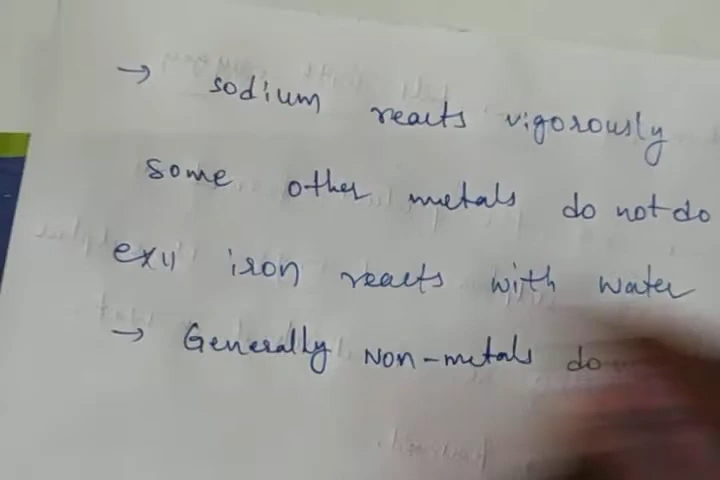 → sodium reacts vigorously
some other metals do not do
ex:, iron reacts with water
→ Generally Non-metals do